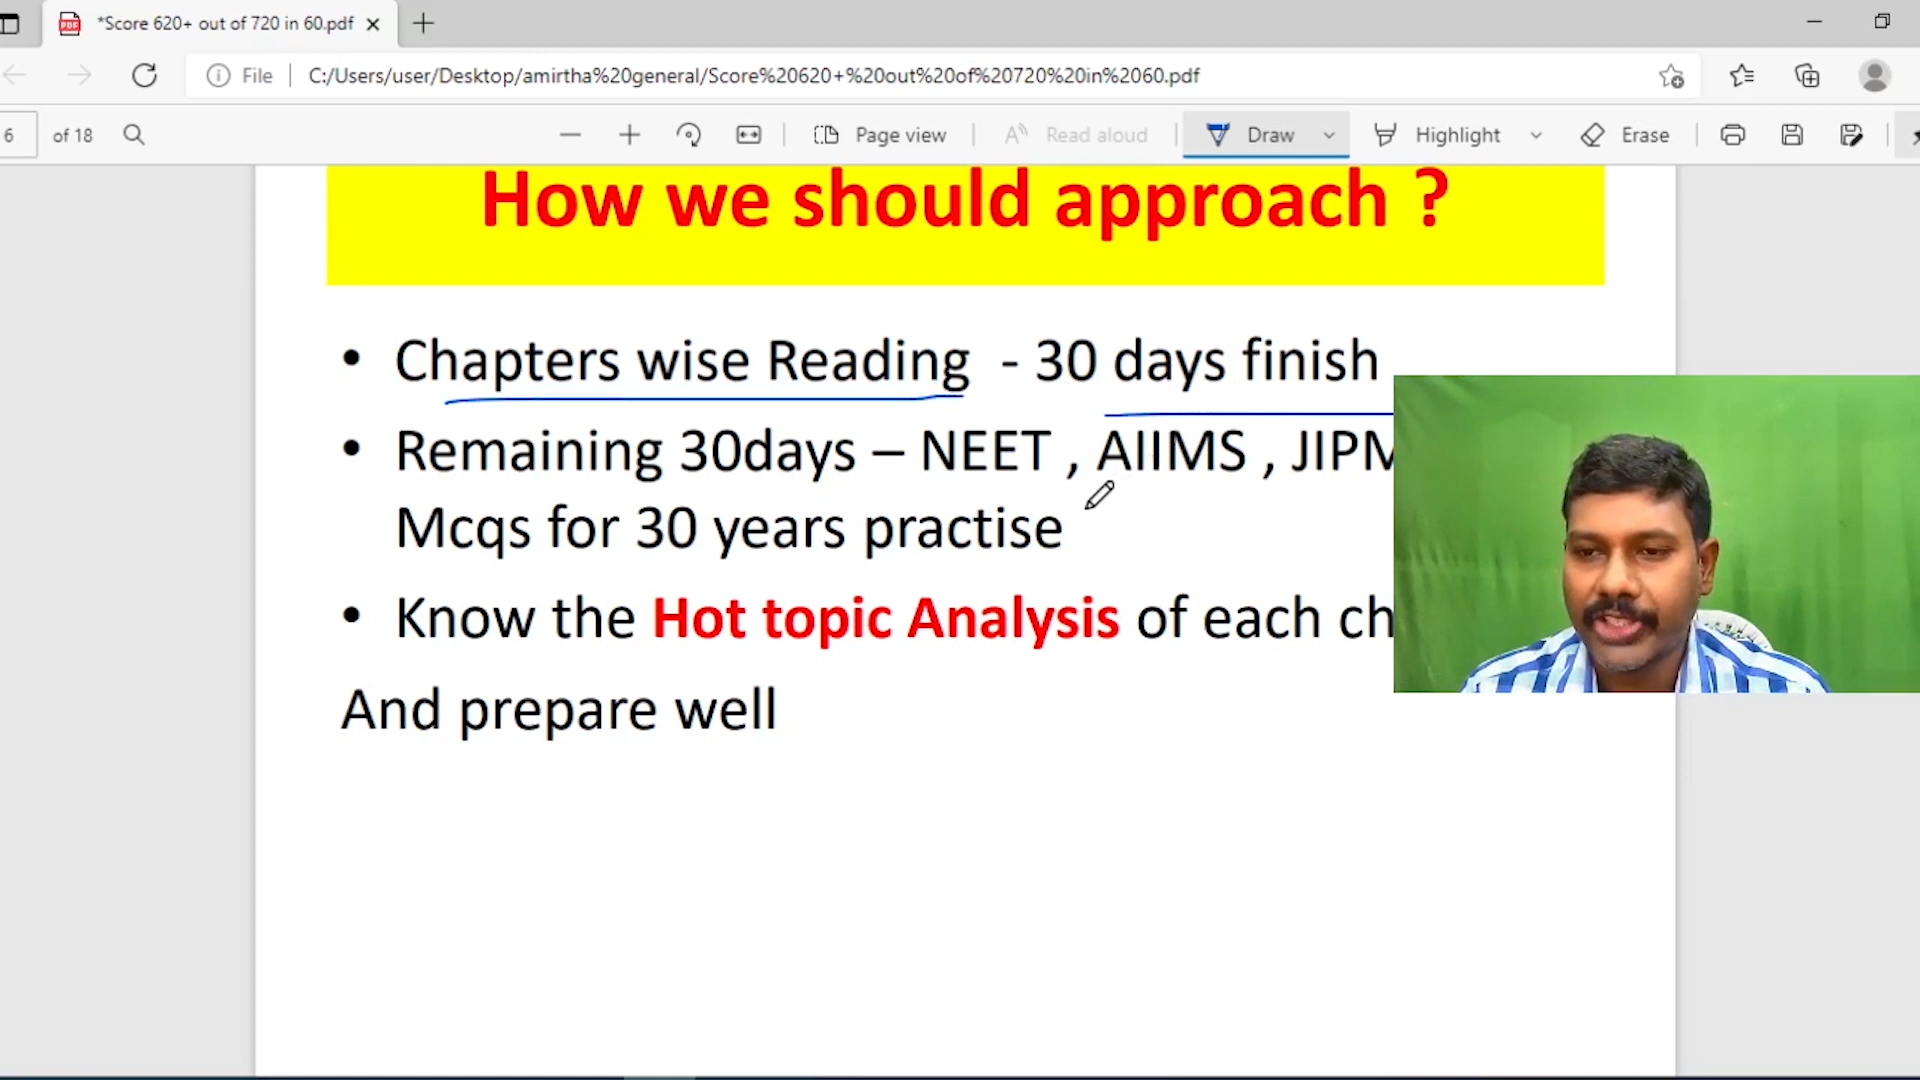 *Score 620+ out of 720 in 60.pdf
File
C:/Users/user/Desktop/amirtha%20general/Score%20620+%20out%20of%20720%20in%2060.pdf
6 of 18
Page view
Read aloud
Draw
Highlight
Erase
How we should approach ?
• Chapters wise Reading - 30 days finish
• Remaining 30days – NEET , AIIMS , JIPM
Mcqs for 30 years practise
• Know the Hot topic Analysis of each ch
And prepare well